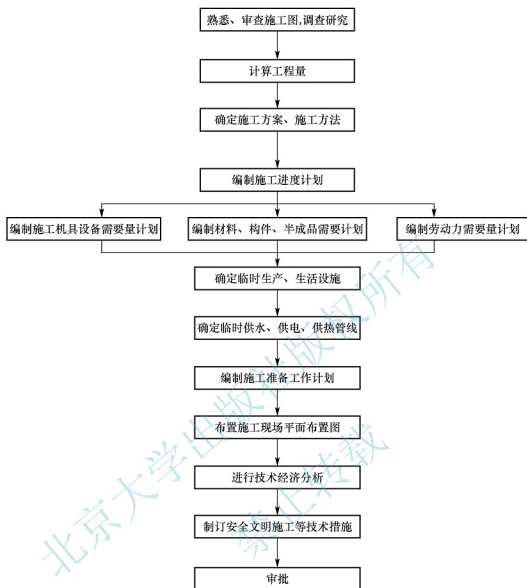 熟悉、审查施工图,调查研究
计算工程量
确定施工方案、施工方法
编制施工进度计划
编制施工机具设备需要量计划
编制材料、构件、半成品需要计划
编制劳动力需要量计划
确定临时生产、生活设施
确定临时供水、供电、供热管线
编制施工准备工作计划
布置施工现场平面布置图
进行技术经济分析
制订安全文明施工等技术措施
审批
北京大学出版社版权所有
禁止转载